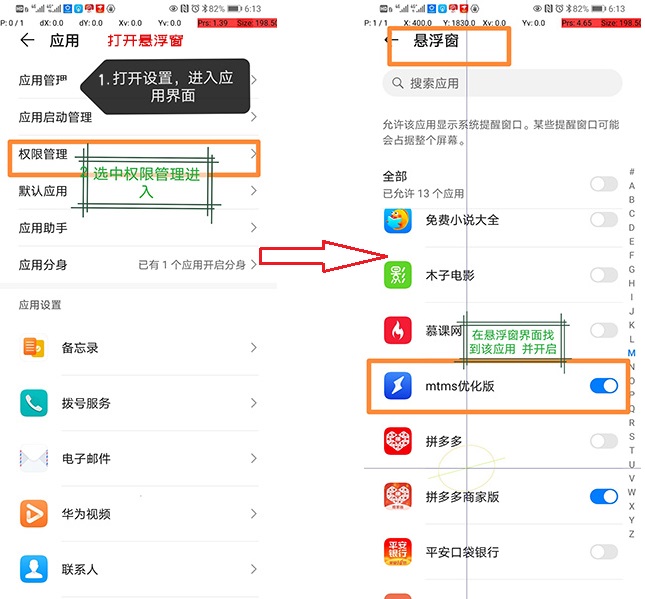 6:13
82%
P: 0 / 1 dX: 0.0 dY: 0.0 Xv: 0.0 Yv: 0.0 Prs: 1.39 Size: 198.50
应用
打开悬浮窗
应用管理
1.打开设置，进入应
用界面
应用启动管理
权限管理
2 选中权限管理进
入
默认应用
应用助手
应用分身
已有 1 个应用开启分身
应用设置
备忘录
拨号服务
电子邮件
华为视频
联系人
82% 6:13
P: 1 / 1 X: 400.0 Y: 1830.0 Xv: 0.0 Yv: 0.0 Prs: 4.65 Size: 198.50
悬浮窗
搜索应用
允许该应用显示系统提醒窗口。某些提醒窗口可能
会占据整个屏幕。
全部
已允许 13 个应用
免费小说大全
影
木子电影
慕课网
在悬浮窗界面找
到该应用 并开启
mtms优化版
拼多多
拼多多商家版
平安
银行
平安口袋银行
#
A
B
C
D
E
F
G
H
I
J
K
L
M
N
O
P
Q
R
S
T
U
V
W
X
Y
Z